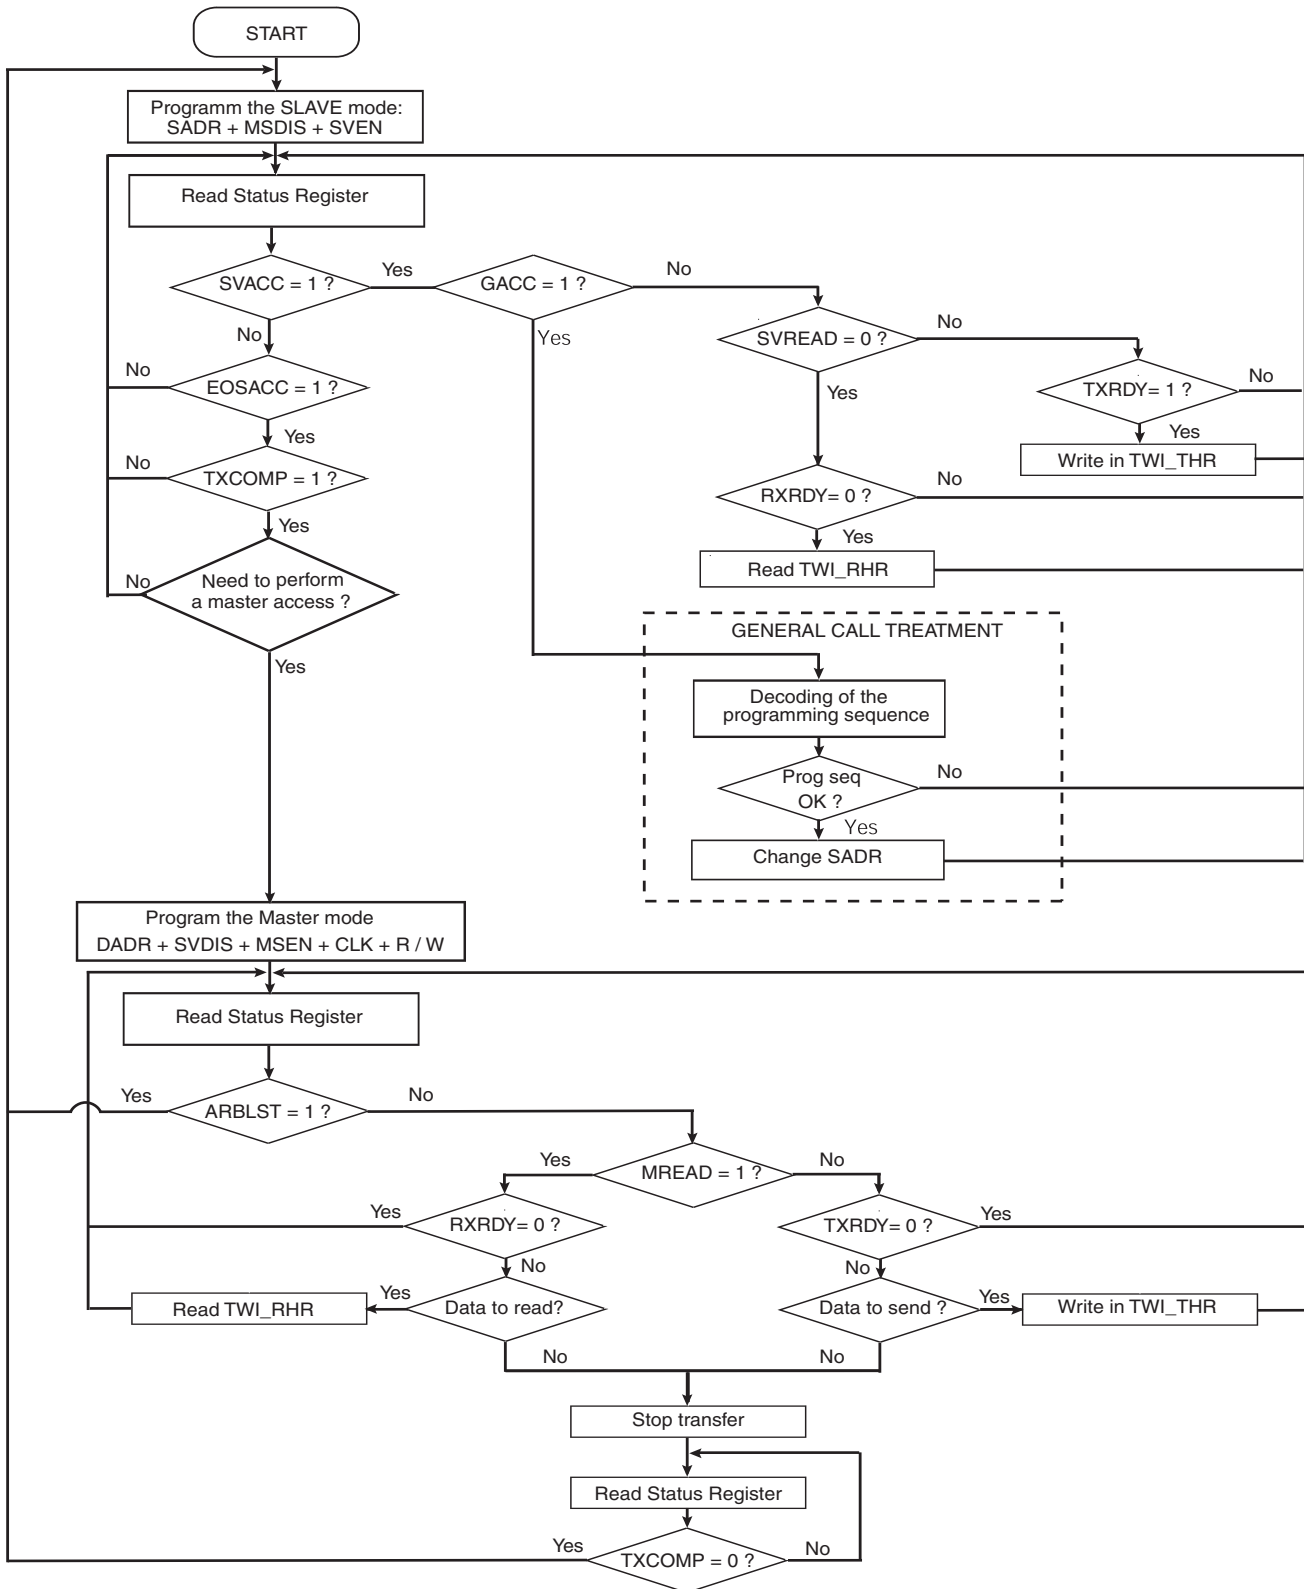 START
Programm the SLAVE mode:
SADR + MSDIS + SVEN
Read Status Register
SVACC = 1 ?
Yes
GACC = 1 ?
No
No
Yes
SVREAD = 0 ?
No
No
EOSACC = 1 ?
Yes
TXRDY= 1 ?
No
Yes
Yes
Write in TWI_THR
No
TXCOMP = 1 ?
RXRDY= 0 ?
No
Yes
Yes
Read TWI_RHR
No
Need to perform
a master access ?
GENERAL CALL TREATMENT
Yes
Decoding of the
programming sequence
Prog seq
OK ?
No
Yes
Change SADR
Program the Master mode
DADR + SVDIS + MSEN + CLK + R / W
Read Status Register
Yes
ARBLST = 1 ?
No
Yes
MREAD = 1 ?
No
Yes
RXRDY= 0 ?
TXRDY= 0 ?
Yes
No
No
Read TWI_RHR
Yes
Data to read?
Data to send ?
Yes
Write in TWI_THR
No
No
Stop transfer
Read Status Register
Yes
TXCOMP = 0 ?
No